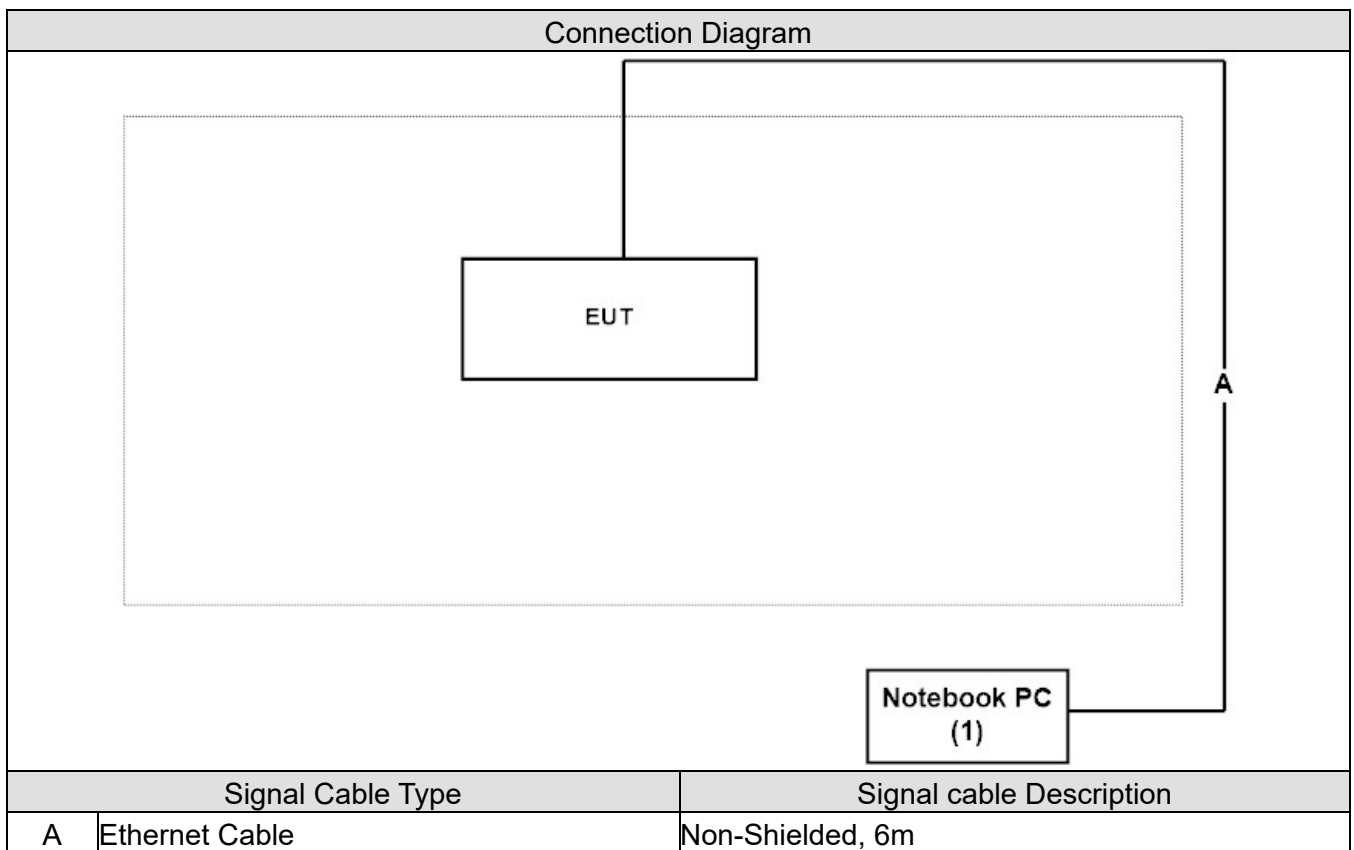 Connection Diagram
EUT
A
Notebook PC
(1)
Signal Cable Type Signal cable Description
A Ethernet Cable Non-Shielded, 6m